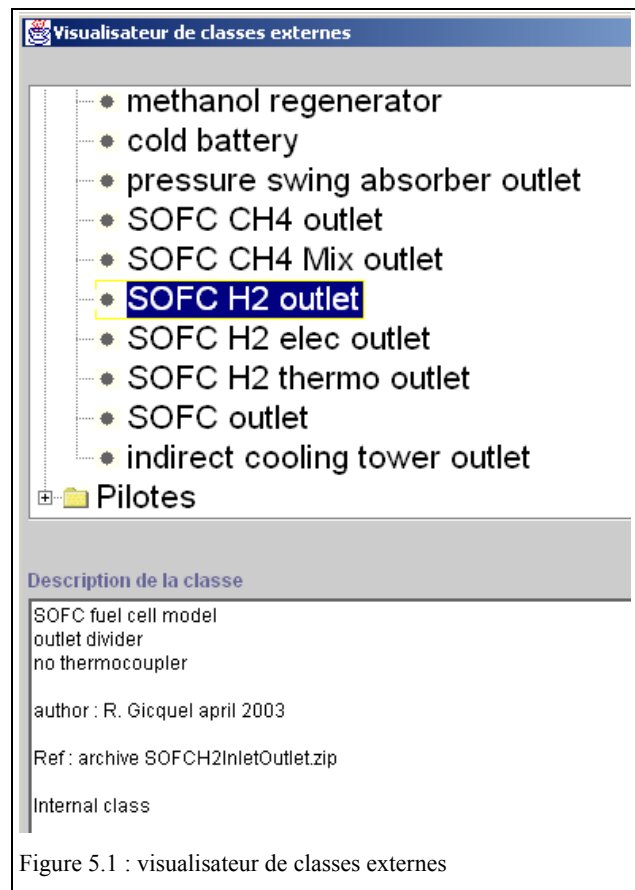 Visualisateur de classes externes
methanol regenerator
cold battery
pressure swing absorber outlet
SOFC CH4 outlet
SOFC CH4 Mix outlet
SOFC H2 outlet
SOFC H2 elec outlet
SOFC H2 thermo outlet
SOFC outlet
indirect cooling tower outlet
Pilotes
Description de la classe
SOFC fuel cell model
outlet divider
no thermocoupler
author : R. Gicquel april 2003
Ref : archive SOFCH2InletOutlet.zip
Internal class
Figure 5.1 : visualisateur de classes externes